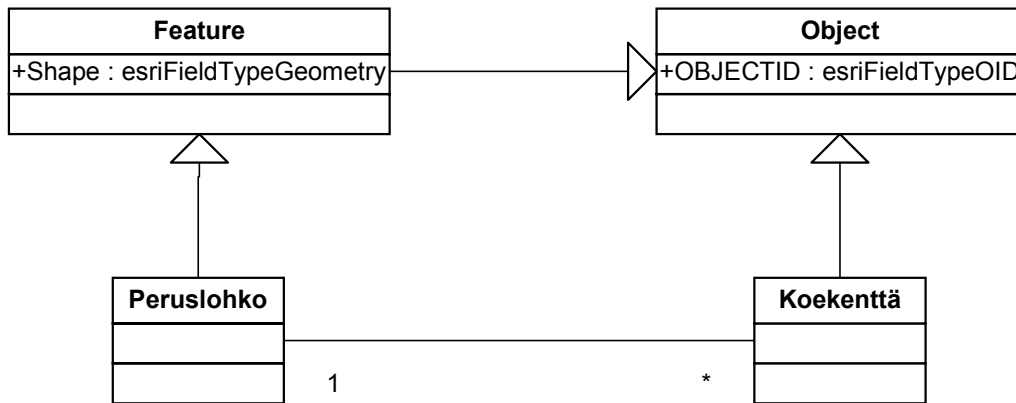 Feature
+Shape : esriFieldTypeGeometry
Object
+OBJECTID : esriFieldTypeOID
Peruslohko
Koekenttä
1
*